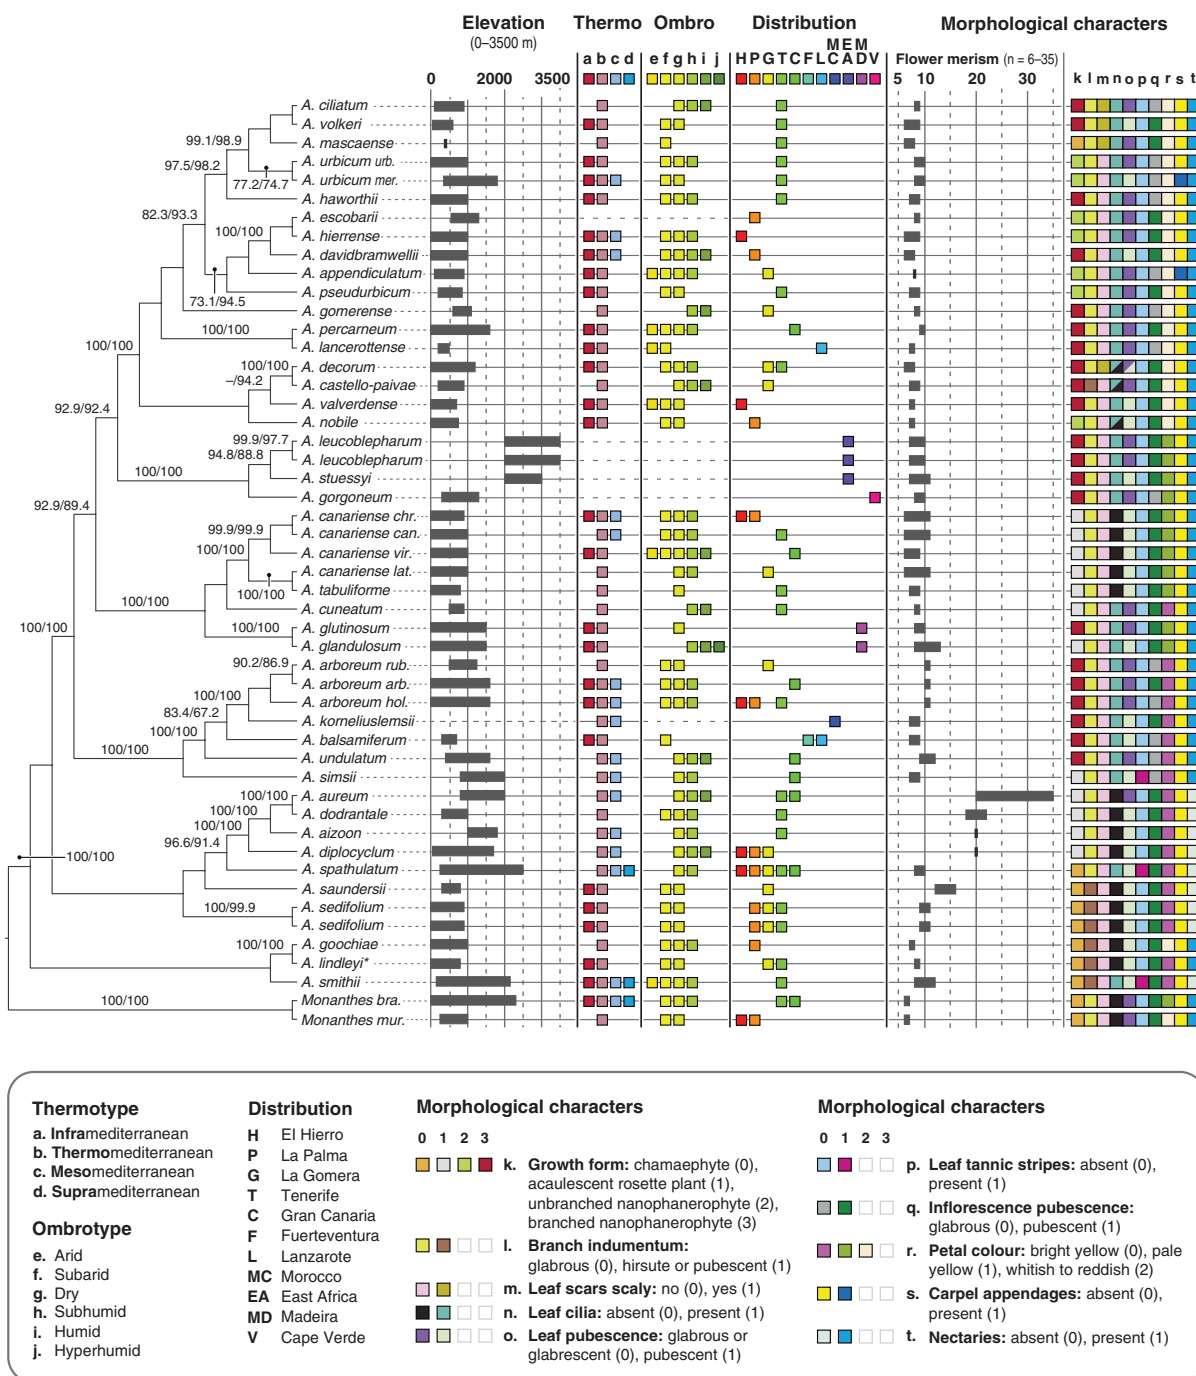 Elevation
(0–3500 m)
Thermo
Ombro
Distribution
Morphological characters
Flower merism (n = 6–35)
0 2000 3500
a b c d
e f g h i j
M E M
H P G T C F L C A D V
5 10 30
k l m n o p q r s t
A. ciliatum
A. volkeri
A. mascaense
A. urbicum urb.
A. urbicum mer.
A. haworthii
A. escobarii
A. hierrense
A. davidbramwellii
A. appendiculatum
A. pseudurbicum
A. gomerense
A. percarneum
A. lancerottense
A. decorum
A. castello-paivae
A. valverdense
A. nobile
A. leucoblepharum
A. leucoblepharum
A. stuessyi
A. gorgoneum
A. canariense chr.
A. canariense can.
A. canariense vir.
A. canariense lat.
A. tabuliforme
A. cuneatum
A. glutinosum
A. glandulosum
A. arboreum rub.
A. arboreum arb.
A. arboreum hol.
A. korneliuslemsii
A. balsamiferum
A. undulatum
A. simsii
A. aureum
A. dodrantale
A. aizoon
A. diplocyclum
A. spathulatum
A. saundersii
A. sedifolium
A. sedifolium
A. goochiae
A. lindleyi*
A. smithii
Monanthes bra.
Monanthes mur.
99.1/98.9
97.5/98.2
77.2/74.7
82.3/93.3
100/100
73.1/94.5
100/100
100/100
100/100
–/94.2
92.9/92.4
99.9/97.7
94.8/88.8
100/100
92.9/89.4
99.9/99.9
100/100
100/100
100/100
100/100
100/100
90.2/86.9
100/100
83.4/67.2
100/100
100/100
100/100
100/100
100/100
96.6/91.4
100/100
100/99.9
100/100
100/100
Thermotype
a. Inframediterranean
b. Thermomediterranean
c. Mesomediterranean
d. Supramediterranean
Ombrotype
e. Arid
f. Subarid
g. Dry
h. Subhumid
i. Humid
j. Hyperhumid
Distribution
H El Hierro
P La Palma
G La Gomera
T Tenerife
C Gran Canaria
F Fuerteventura
L Lanzarote
MC Morocco
EA East Africa
MD Madeira
V Cape Verde
Morphological characters
0 1 2 3
k. Growth form: chamaephyte (0),
acaulescent rosette plant (1),
unbranched nanophanerophyte (2),
branched nanophanerophyte (3)
l. Branch indumentum:
glabrous (0), hirsute or pubescent (1)
m. Leaf scars scaly: no (0), yes (1)
n. Leaf cilia: absent (0), present (1)
o. Leaf pubescence: glabrous or
glabrescent (0), pubescent (1)
Morphological characters
0 1 2 3
p. Leaf tannic stripes: absent (0),
present (1)
q. Inflorescence pubescence:
glabrous (0), pubescent (1)
r. Petal colour: bright yellow (0), pale
yellow (1), whitish to reddish (2)
s. Carpel appendages: absent (0),
present (1)
t. Nectaries: absent (0), present (1)